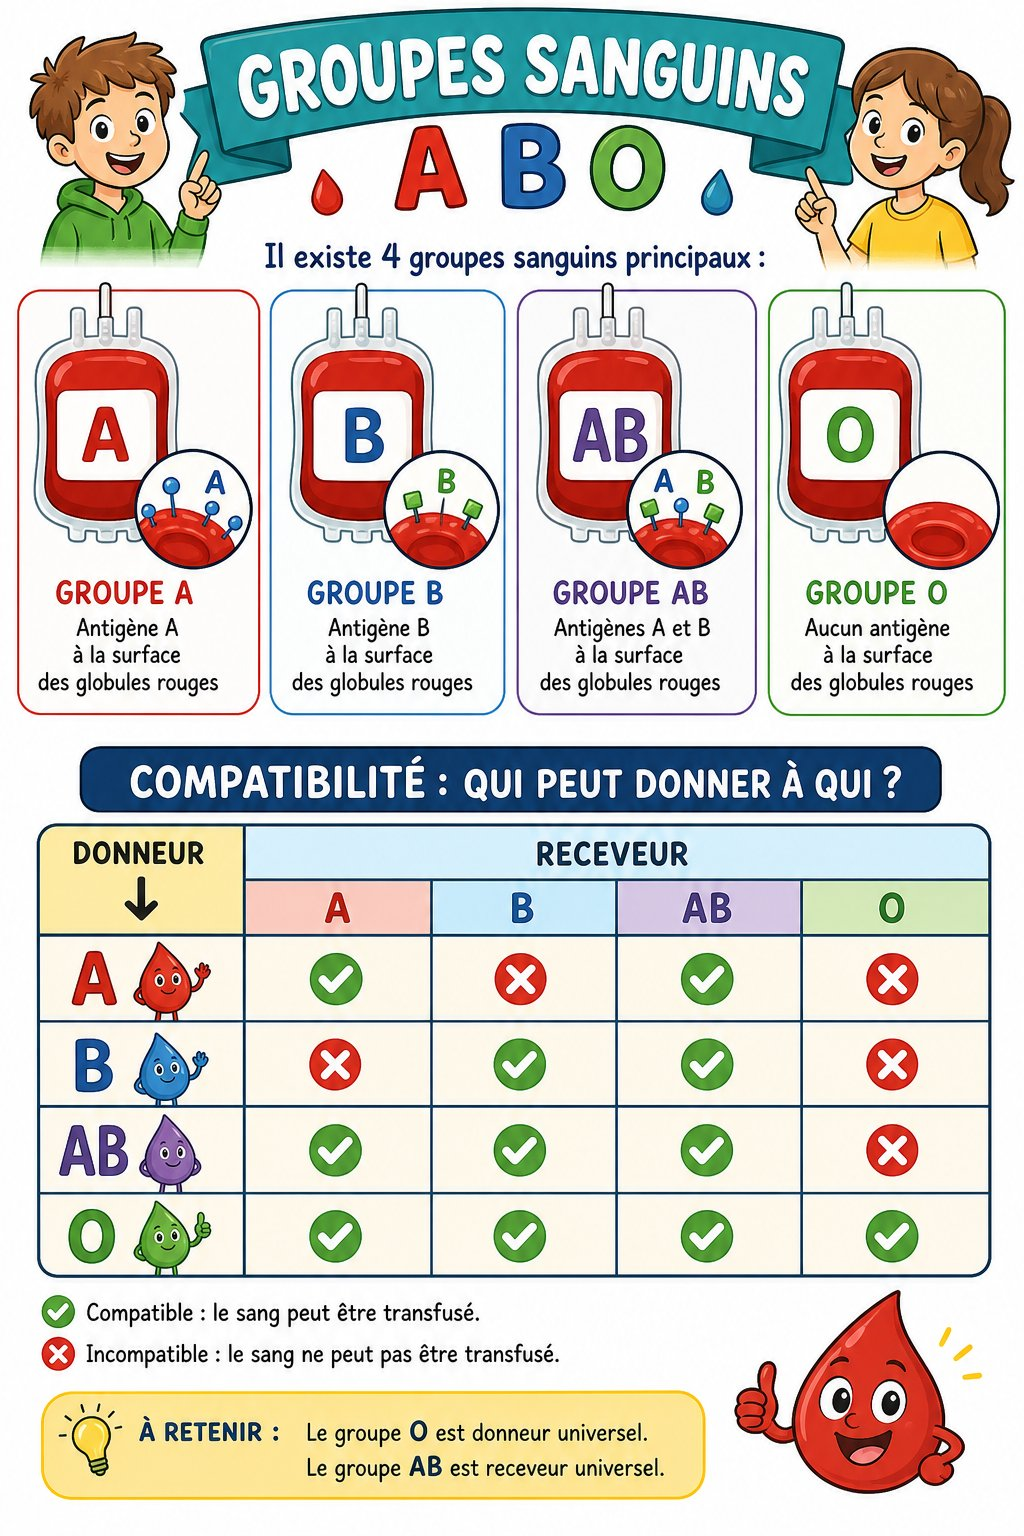 GROUPES SANGUINS
A B O
Il existe 4 groupes sanguins principaux :
A
A
GROUPE A
Antigène A
à la surface
des globules rouges
B
B
GROUPE B
Antigène B
à la surface
des globules rouges
AB
A B
GROUPE AB
Antigènes A et B
à la surface
des globules rouges
O
GROUPE O
Aucun antigène
à la surface
des globules rouges
COMPATIBILITÉ : QUI PEUT DONNER À QUI ?
DONNEUR
RECEVEUR
A B AB O
A
B
AB
O
Compatible : le sang peut être transfusé.
Incompatible : le sang ne peut pas être transfusé.
À RETENIR : Le groupe O est donneur universel.
Le groupe AB est receveur universel.